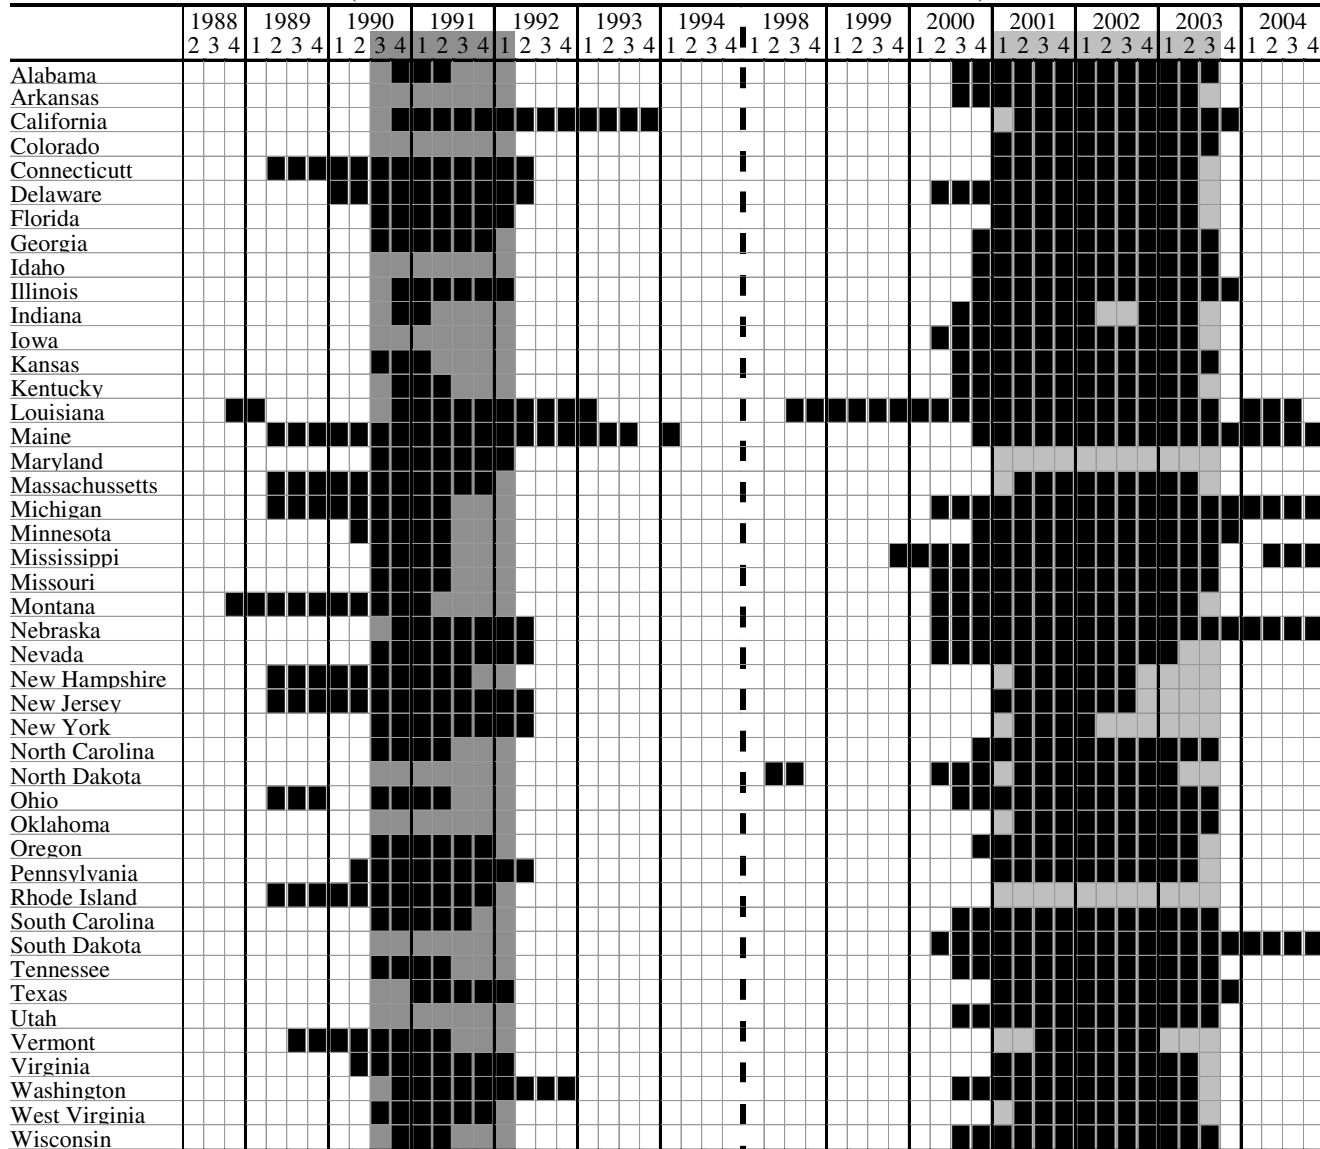 1988 1989 1990 1991 1992 1993 1994 1998 1999 2000 2001 2002 2003 2004
2 3 4 1 2 3 4 1 2 3 4 1 2 3 4 1 2 3 4 1 2 3 4 1 2 3 4 1 2 3 4 1 2 3 4 1 2 3 4 1 2 3 4 1 2 3 4 1 2 3 4 1 2 3 4
Alabama
Arkansas
California
Colorado
Connecticutt
Delaware
Florida
Georgia
Idaho
Illinois
Indiana
Iowa
Kansas
Kentucky
Louisiana
Maine
Maryland
Massachussetts
Michigan
Minnesota
Mississippi
Missouri
Montana
Nebraska
Nevada
New Hampshire
New Jersey
New York
North Carolina
North Dakota
Ohio
Oklahoma
Oregon
Pennsylvania
Rhode Island
South Carolina
South Dakota
Tennessee
Texas
Utah
Vermont
Virginia
Washington
West Virginia
Wisconsin